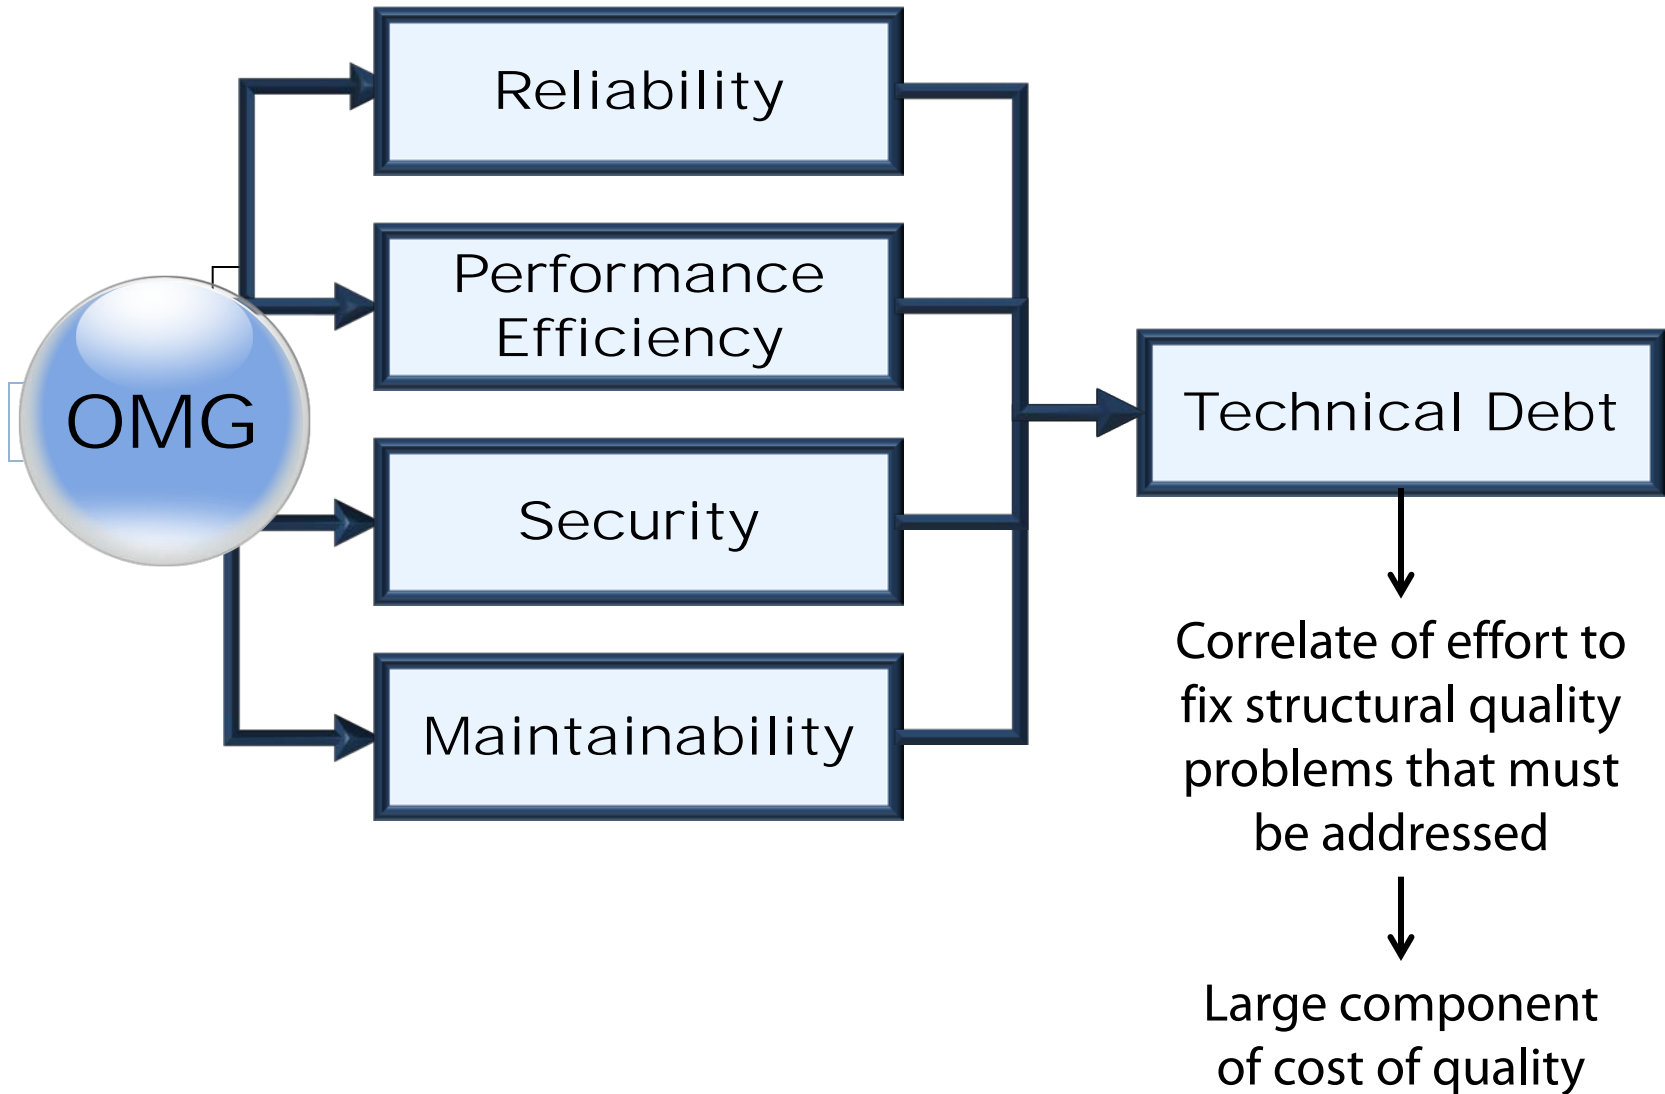 OMG
Reliability
Performance
Efficiency
Security
Maintainability
Technical Debt
Correlate of effort to
fix structural quality
problems that must
be addressed
Large component
of cost of quality